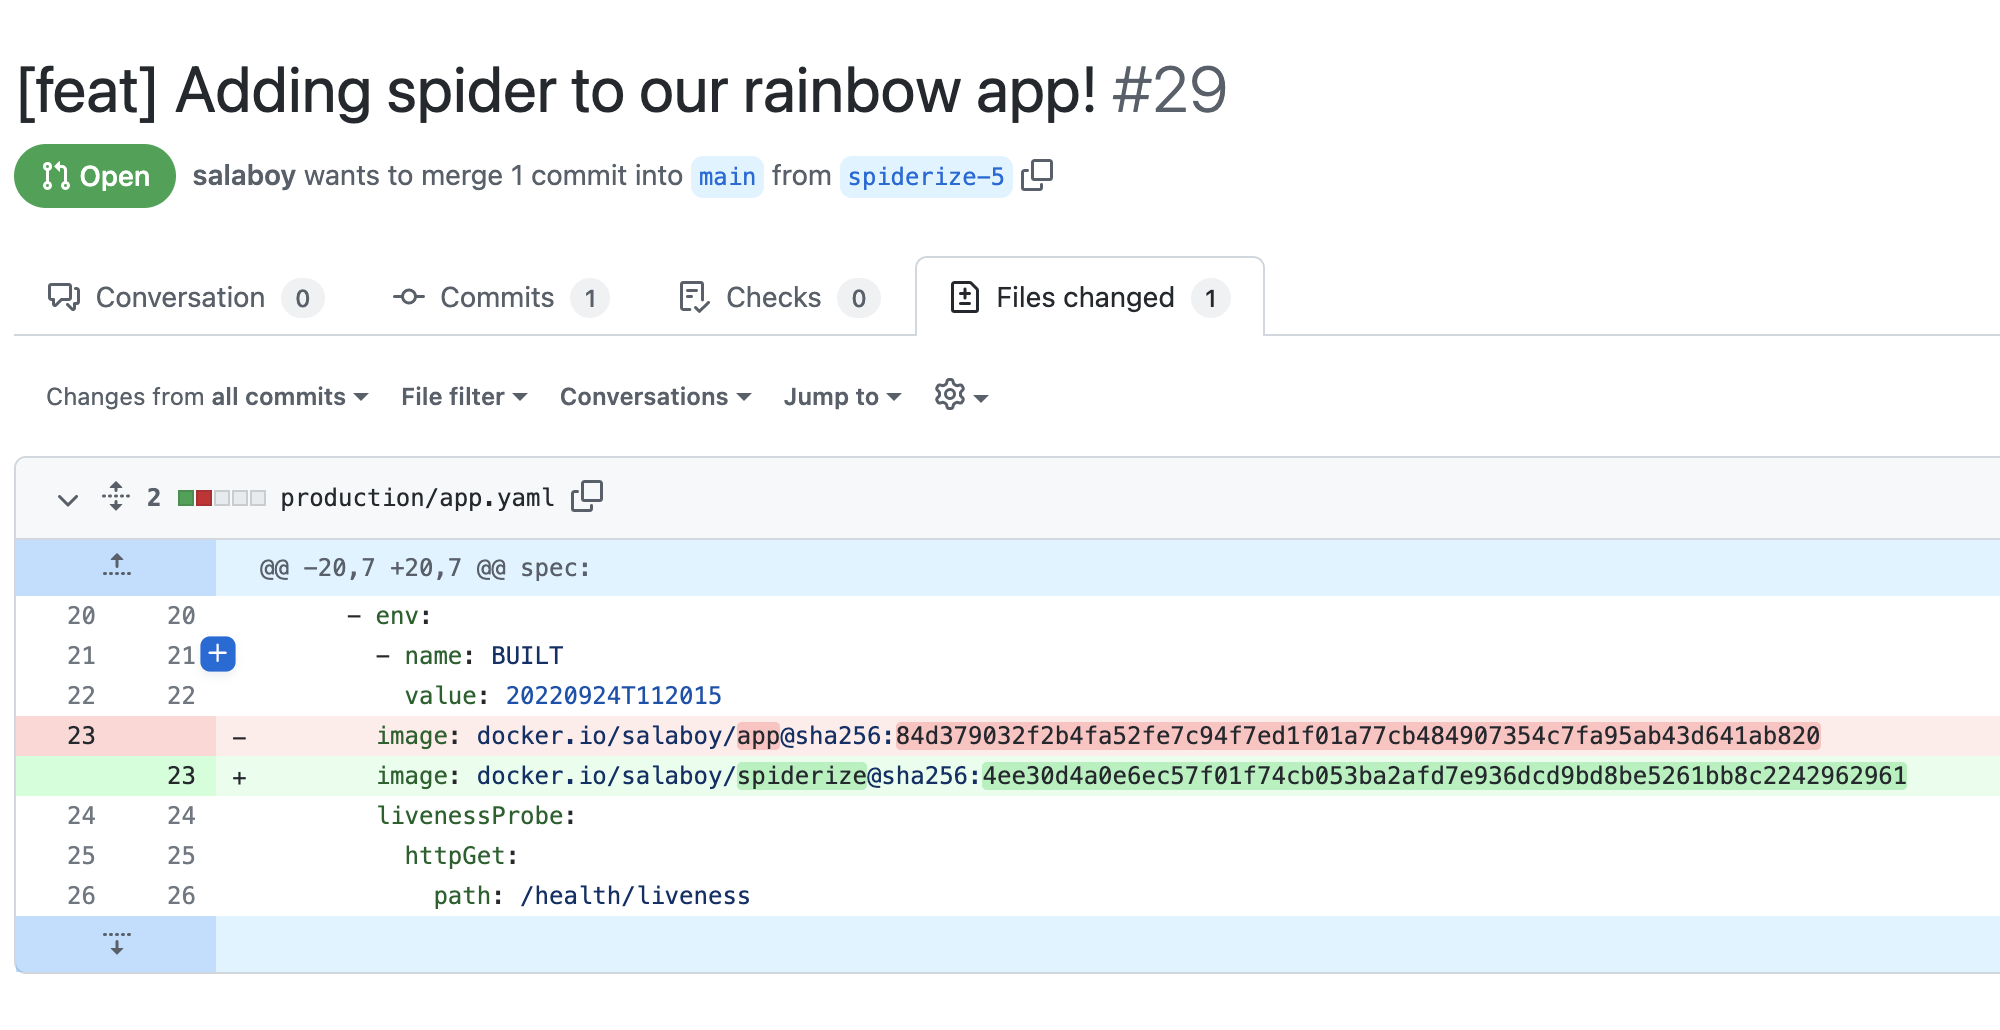 [feat] Adding spider to our rainbow app! #29
Open salaboy wants to merge 1 commit into main from spiderize-5
Conversation 0 Commits 1 Checks 0 Files changed 1
Changes from all commits File filter Conversations Jump to
2 production/app.yaml
@@ -20,7 +20,7 @@ spec:
20 20 - env:
21 21 - name: BUILT
22 22 value: 20220924T112015
23 - image: docker.io/salaboy/app@sha256:84d379032f2b4fa52fe7c94f7ed1f01a77cb484907354c7fa95ab43d641ab820
23 + image: docker.io/salaboy/spiderize@sha256:4ee30d4a0e6ec57f01f74cb053ba2afd7e936dcd9bd8be5261bb8c2242962961
24 24 livenessProbe:
25 25 httpGet:
26 26 path: /health/liveness